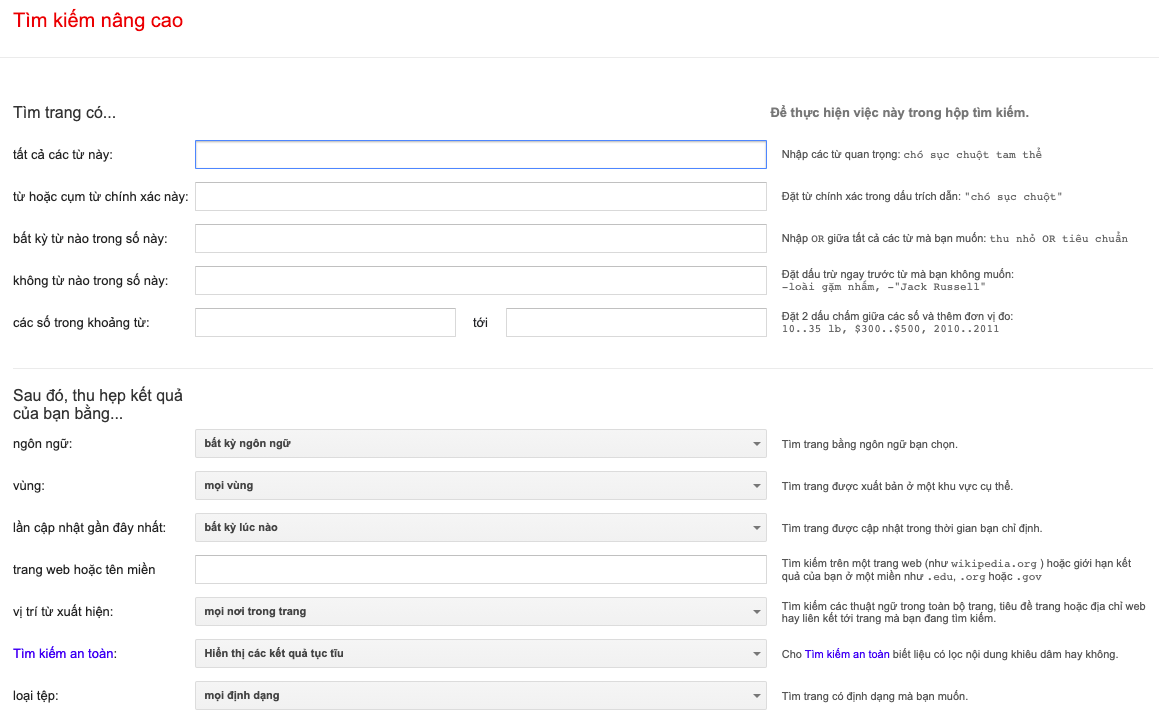 Tìm kiếm nâng cao
Tìm trang có...
Để thực hiện việc này trong hộp tìm kiếm.
tất cả các từ này:
Nhập các từ quan trọng: chó sục chuột tam thể
từ hoặc cụm từ chính xác này:
Đặt từ chính xác trong dấu trích dẫn: "chó sục chuột"
bất kỳ từ nào trong số này:
Nhập OR giữa tất cả các từ mà bạn muốn: thu nhỏ OR tiêu chuẩn
không từ nào trong số này:
Đặt dấu trừ ngay trước từ mà bạn không muốn:
-loài gặm nhấm, -"Jack Russell"
các số trong khoảng từ:
tới
Đặt 2 dấu chấm giữa các số và thêm đơn vị đo:
10..35 lb, $300..$500, 2010..2011
Sau đó, thu hẹp kết quả
của bạn bằng...
ngôn ngữ:
bất kỳ ngôn ngữ
Tìm trang bằng ngôn ngữ bạn chọn.
vùng:
mọi vùng
Tìm trang được xuất bản ở một khu vực cụ thể.
lần cập nhật gần đây nhất:
bất kỳ lúc nào
Tìm trang được cập nhật trong thời gian bạn chỉ định.
trang web hoặc tên miền
Tìm kiếm trên một trang web (như wikipedia.org ) hoặc giới hạn kết
quả của bạn ở một miền như .edu, .org hoặc .gov
vị trí từ xuất hiện:
mọi nơi trong trang
Tìm kiếm các thuật ngữ trong toàn bộ trang, tiêu đề trang hoặc địa chỉ web
hay liên kết tới trang mà bạn đang tìm kiếm.
Tìm kiếm an toàn:
Hiển thị các kết quả tục tĩu
Cho Tìm kiếm an toàn biết liệu có lọc nội dung khiêu dâm hay không.
loại tệp:
mọi định dạng
Tìm trang có định dạng mà bạn muốn.